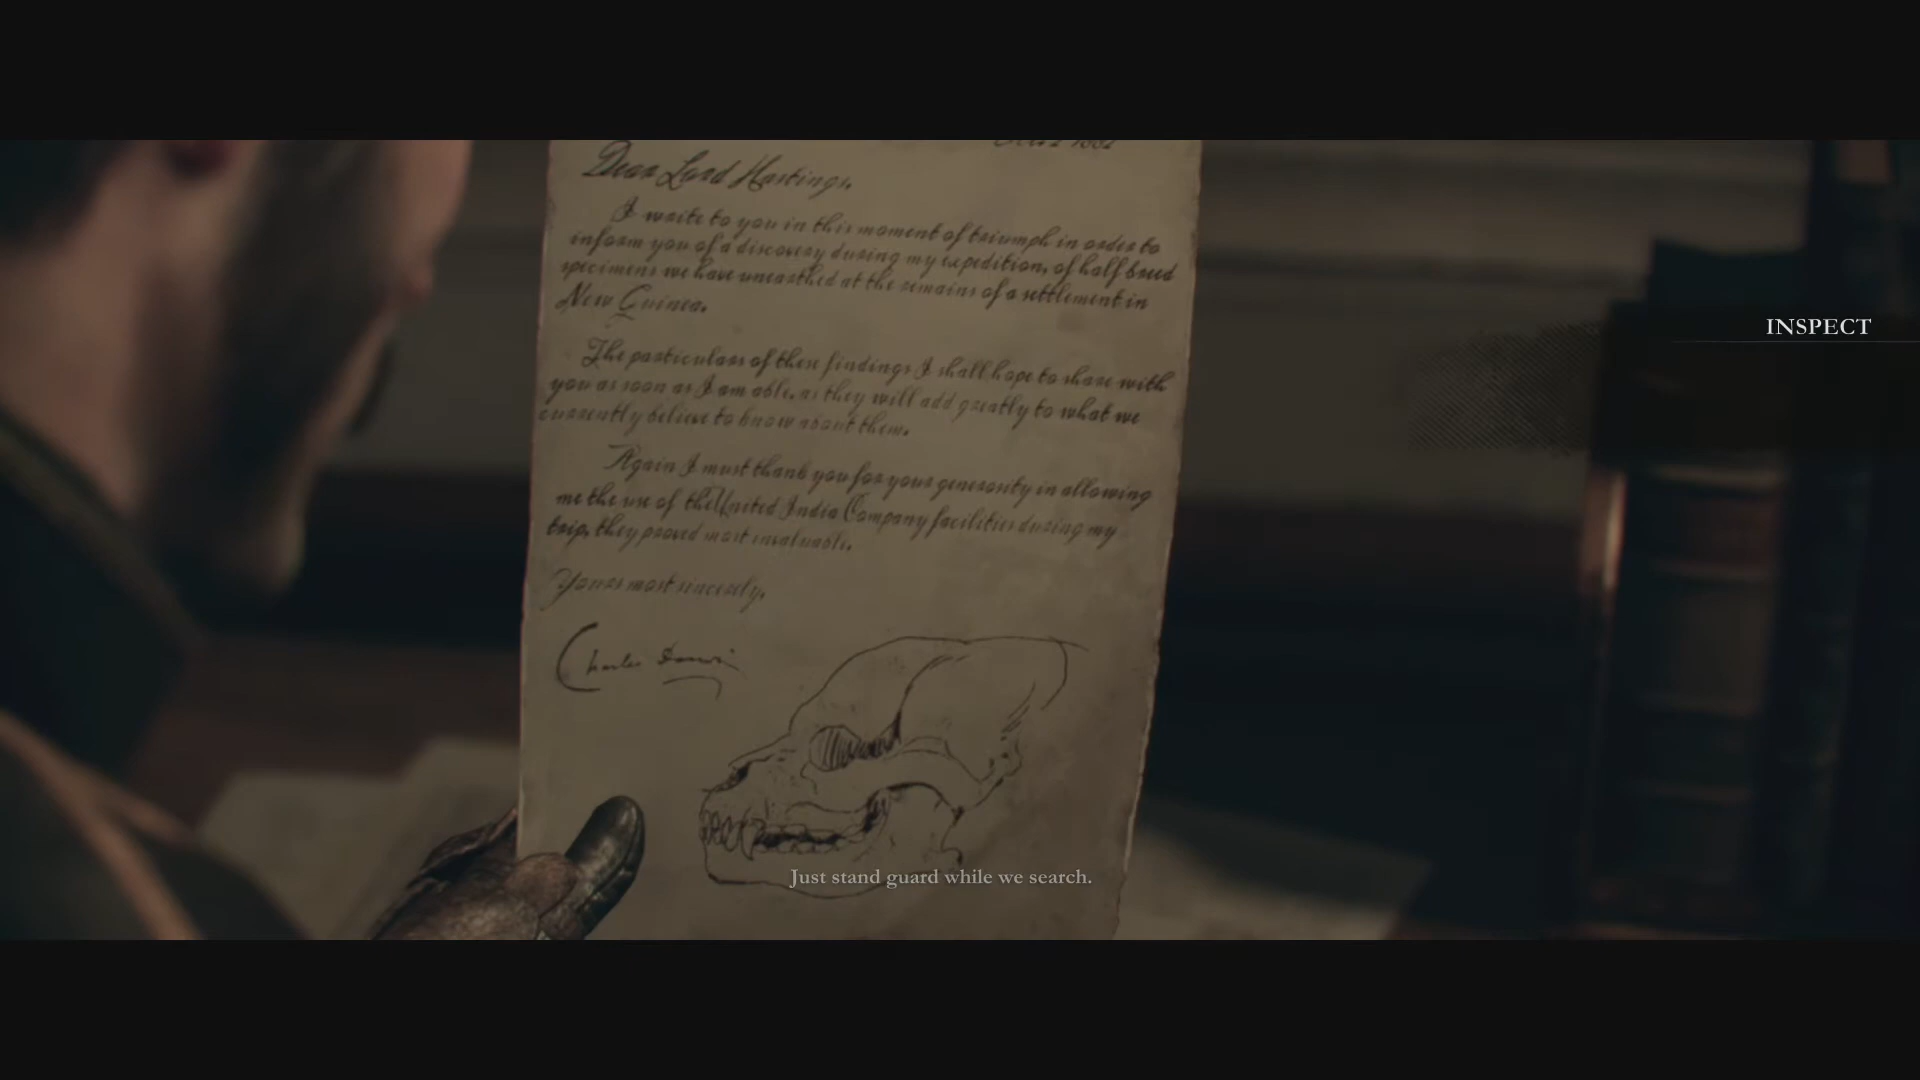 Dear Lord Hastings,
I write to you in this moment of triumph in order to
inform you of a discovery during my expedition, of half breed
specimens we have unearthed at the remains of a settlement in
New Guinea.
The particulars of these findings I shall hope to share with
you as soon as I am able, as they will add greatly to what we
currently believe to know about them.
Again I must thank you for your generosity in allowing
me the use of the United India Company facilities during my
trip, they proved most invaluable.
Yours most sincerely,
Charles Darwin
Just stand guard while we search.
INSPECT